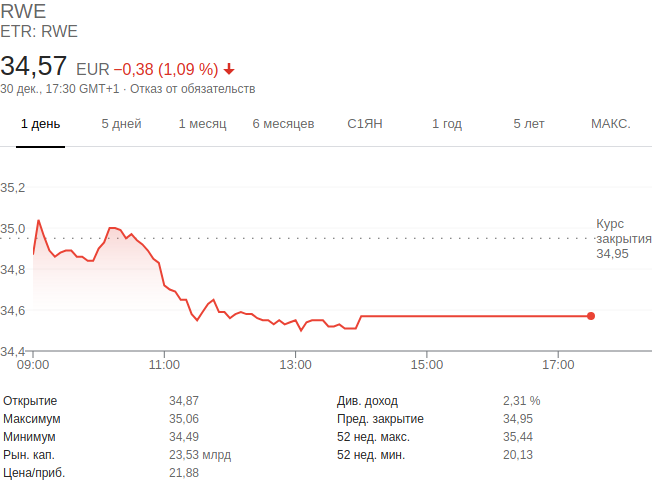 RWE
ETR: RWE
34,57 EUR −0,38 (1,09 %)
30 дек., 17:30 GMT+1 · Отказ от обязательств
1 день 5 дней 1 месяц 6 месяцев С1ЯН 1 год 5 лет МАКС.
35,2
35,0
34,8
34,6
34,4
Курс
закрытия
34,95
09:00 11:00 13:00 15:00 17:00
Открытие 34,87 Див. доход 2,31 %
Максимум 35,06 Пред. закрытие 34,95
Минимум 34,49 52 нед. макс. 35,44
Рын. кап. 23,53 млрд 52 нед. мин. 20,13
Цена/приб. 21,88